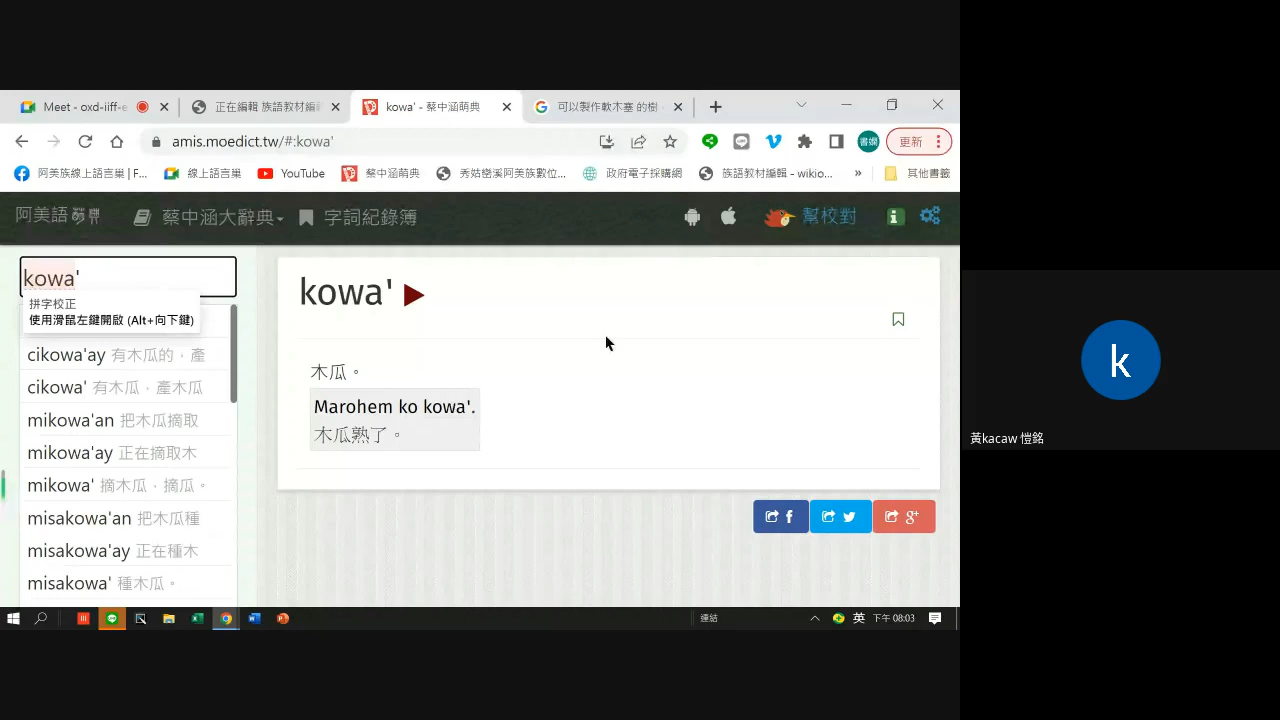 Meet - oxd-iiff-e
正在編輯 族語教材編
kowa' - 蔡中涵萌典
可以製作軟木塞 的樹
amis.moedict.tw/#:kowa'
更新
阿美族線上語言巢 | F...
線上語言巢
YouTube
蔡中涵萌典
秀姑巒溪阿美族數位...
政府電子採購網
族語教材編輯 - wikio...
»
其他書籤
阿美語萌典
蔡中涵大辭典
字詞紀錄簿
幫校對
kowa'
拼字校正
使用滑鼠左鍵開啟 (Alt+向下鍵)
cikowa'ay 有木瓜的，產
cikowa' 有木瓜，產木瓜
mikowa'an 把木瓜摘取
mikowa'ay 正在摘取木
mikowa' 摘木瓜，摘瓜。
misakowa'an 把木瓜種
misakowa'ay 正在種木
misakowa' 種木瓜。
kowa'
木瓜。
Marohem ko kowa'.
木瓜熟了。
連結
英
下午 08:03
k
黃kacaw 愷銘